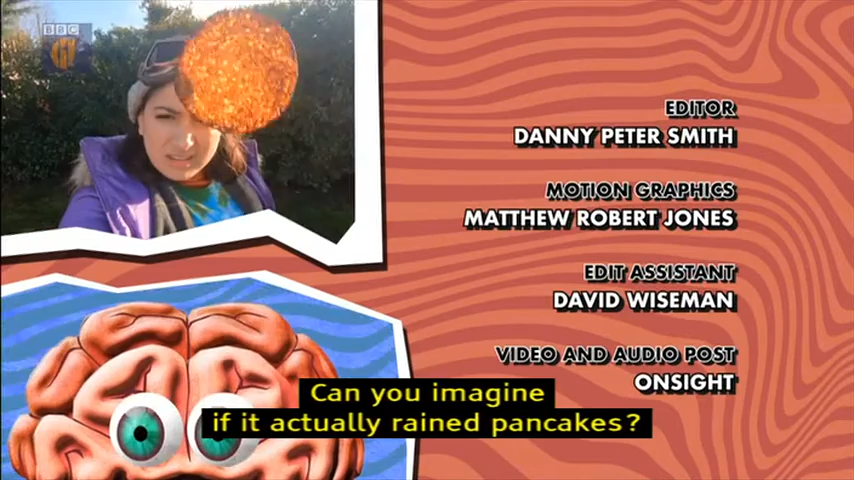 BBC
EDITOR
DANNY PETER SMITH
MOTION GRAPHICS
MATTHEW ROBERT JONES
EDIT ASSISTANT
DAVID WISEMAN
VIDEO AND AUDIO POST
ONSIGHT
Can you imagine
if it actually rained pancakes?